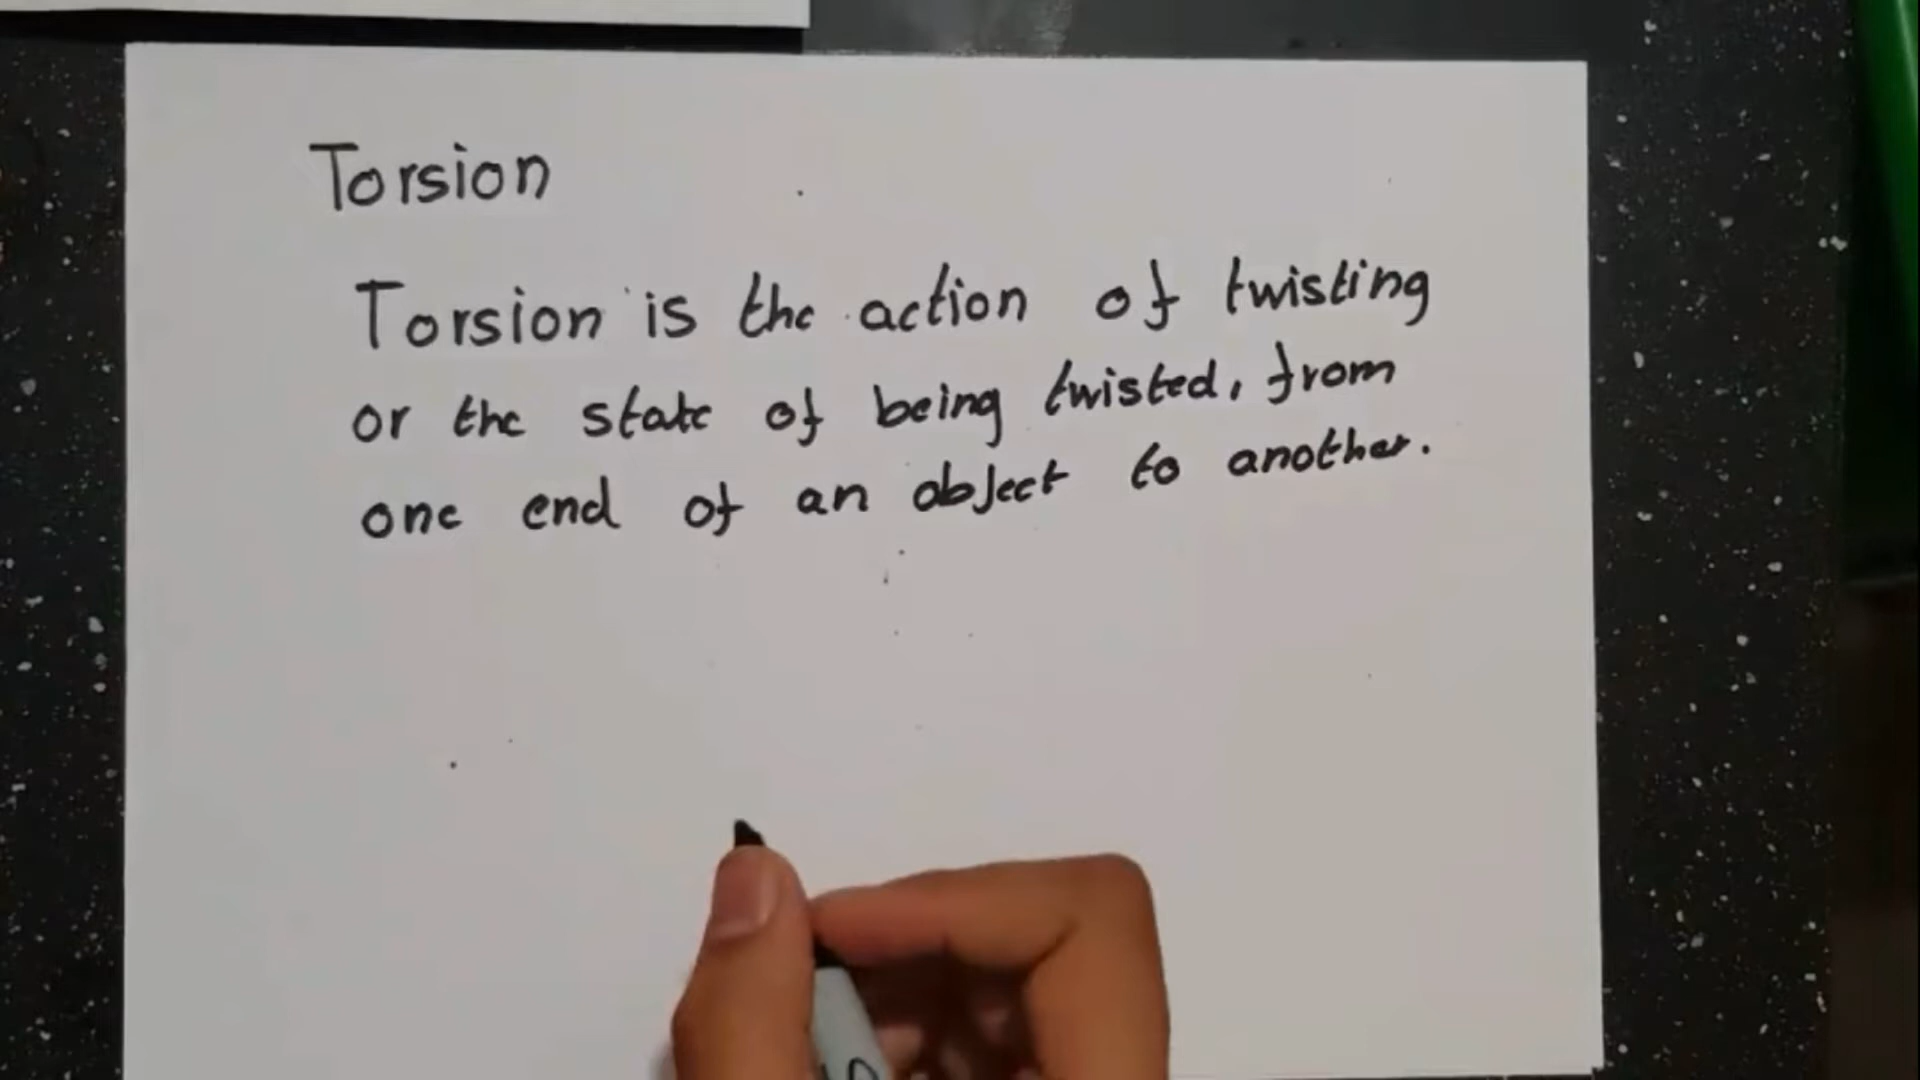 Torsion
Torsion is the action of twisting
or the state of being twisted, from
one end of an object to another.